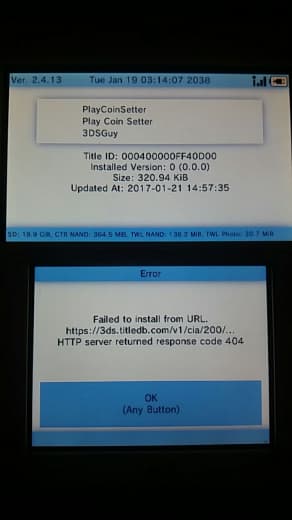 Ver. 2.4.13 Tue Jan 19 03:14:07 2038
PlayCoinSetter
Play Coin Setter
3DSGuy
Title ID: 000400000FF40D00
Installed Version: 0 (0.0.0)
Size: 320.94 KiB
Updated At: 2017-01-21 14:57:35
SD: 19.9 GiB, CTR NAND: 364.5 MiB, TWL NAND: 138.3 MiB, TWL Photo: 30.7 MiB
Error
Failed to install from URL.
https://3ds.titledb.com/v1/cia/200/...
HTTP server returned response code 404
OK
(Any Button)